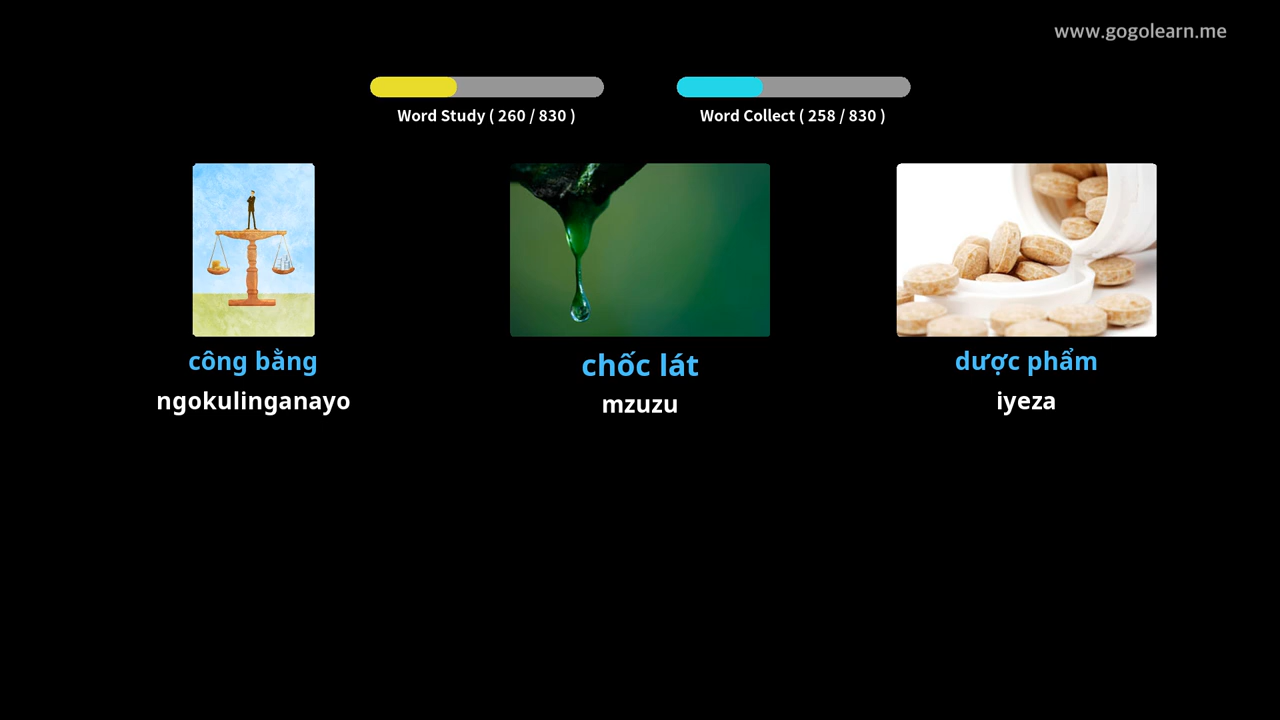 www.gogolearn.me
Word Study ( 260 / 830 )
Word Collect ( 258 / 830 )
công bằng
ngokulinganayo
chốc lát
mzuzu
dược phẩm
iyeza